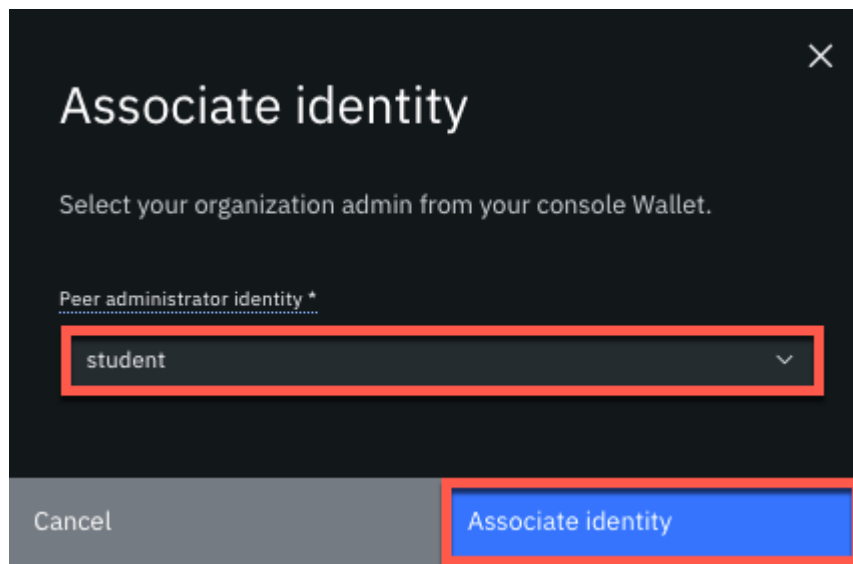 Associate identity
Select your organization admin from your console Wallet.
Peer administrator identity *
student
Cancel
Associate identity